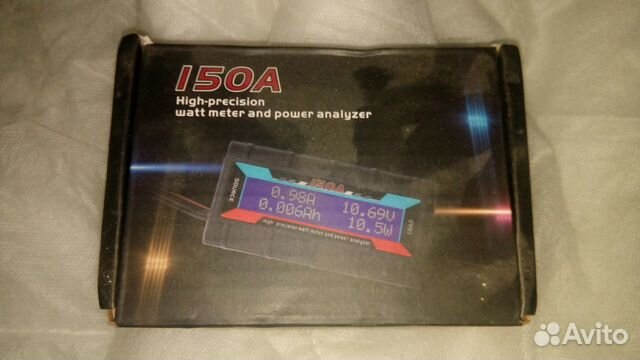 150A
High-precision
watt meter and power analyzer
150A
SOURCE
0.98A 10.69V
0.006Ah 10.5W
LOAD
High-precision watt meter and power analyzer
Avito